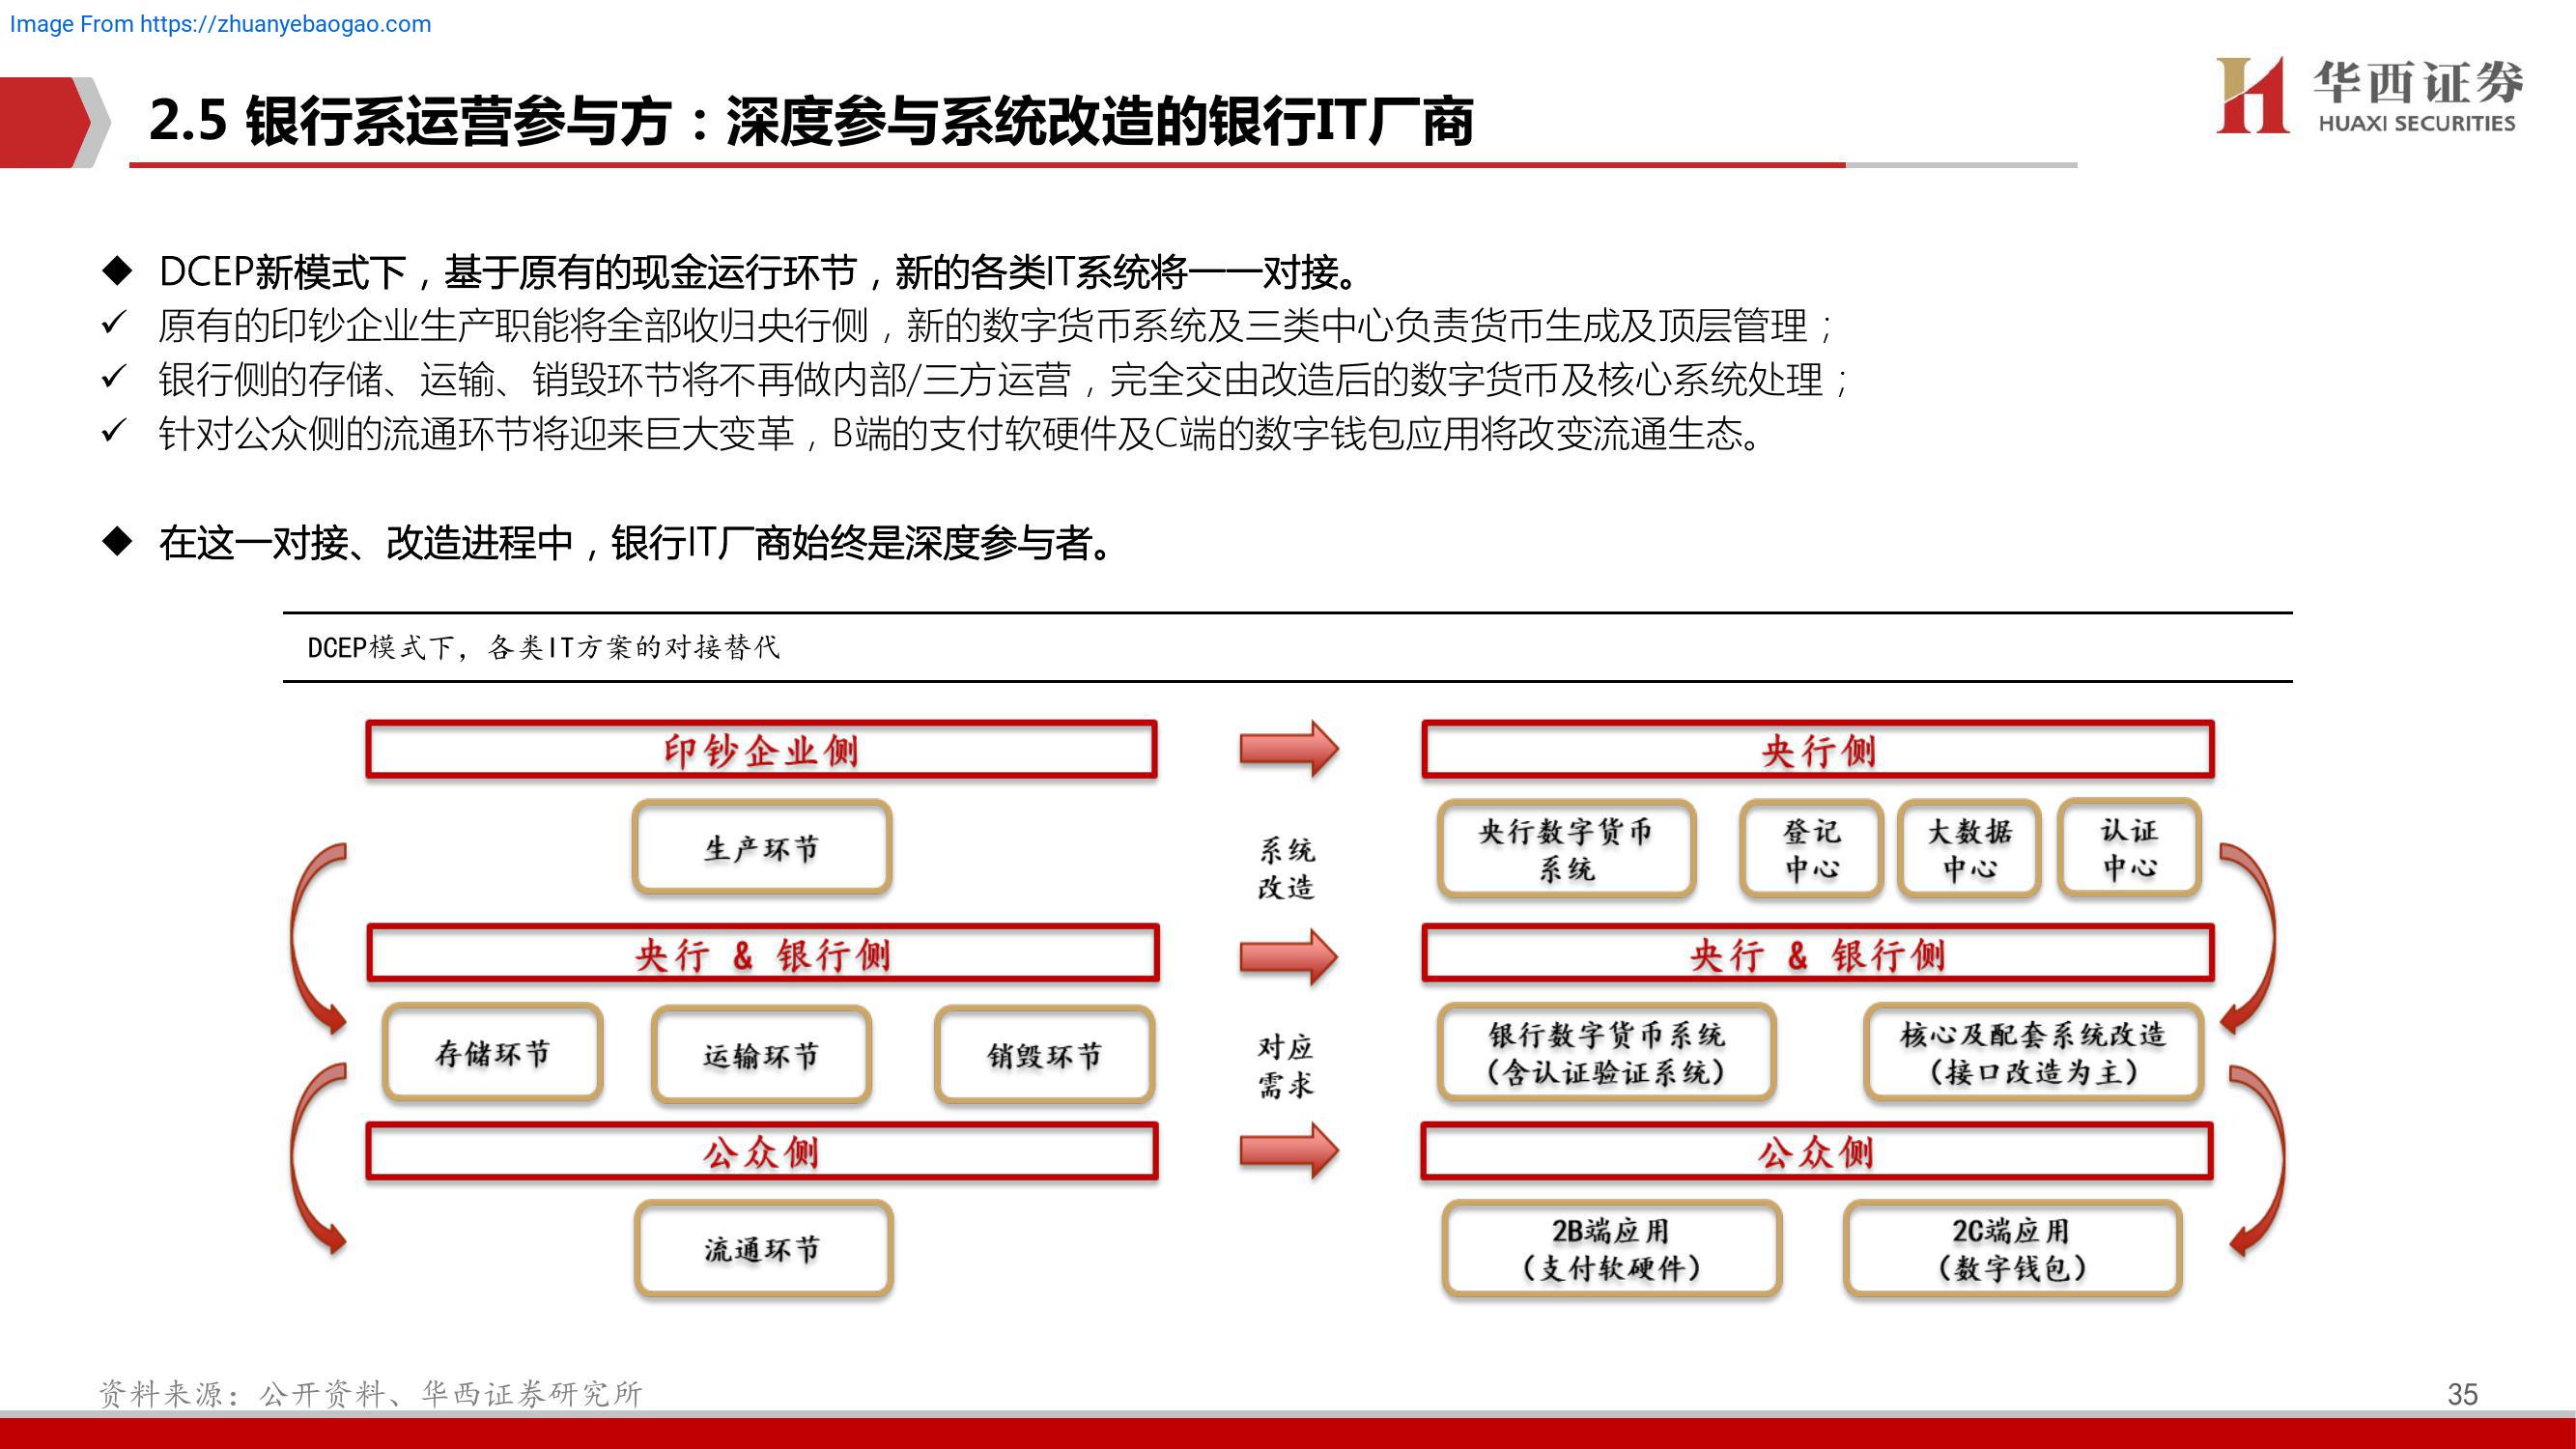 Image From https://zhuanyebaogao.com
华西证券
HUAXI SECURITIES
2.5 银行系运营参与方：深度参与系统改造的银行IT厂商
◆ DCEP新模式下，基于原有的现金运行环节，新的各类IT系统将一一对接。
✓ 原有的印钞企业生产职能将全部收归央行侧，新的数字货币系统及三类中心负责货币生成及顶层管理；
✓ 银行侧的存储、运输、销毁环节将不再做内部/三方运营，完全交由改造后的数字货币及核心系统处理；
✓ 针对公众侧的流通环节将迎来巨大变革，B端的支付软硬件及C端的数字钱包应用将改变流通生态。
◆ 在这一对接、改造进程中，银行IT厂商始终是深度参与者。
DCEP模式下，各类IT方案的对接替代
印钞企业侧
生产环节
央行 & 银行侧
存储环节
运输环节
销毁环节
公众侧
流通环节
系统
改造
对应
需求
央行侧
央行数字货币
系统
登记
中心
大数据
中心
认证
中心
央行 & 银行侧
银行数字货币系统
（含认证验证系统）
核心及配套系统改造
（接口改造为主）
公众侧
2B端应用
（支付软硬件）
2C端应用
（数字钱包）
资料来源：公开资料、华西证券研究所
35